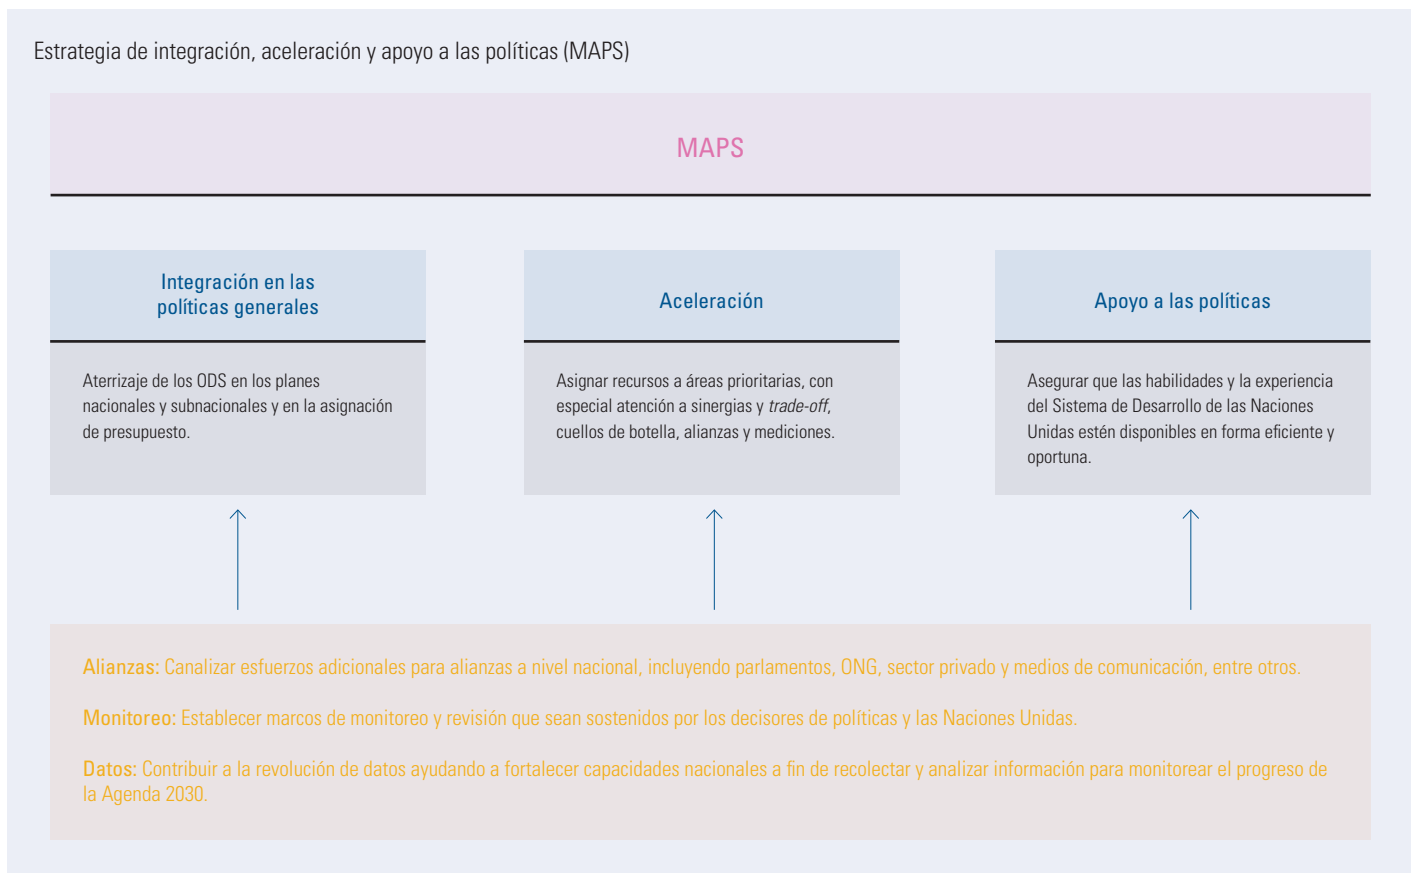 Estrategia de integración, aceleración y apoyo a las políticas (MAPS)
MAPS
Integración en las
políticas generales
Aterrizaje de los ODS en los planes
nacionales y subnacionales y en la asignación
de presupuesto.
Aceleración
Asignar recursos a áreas prioritarias, con
especial atención a sinergias y trade-off,
cuellos de botella, alianzas y mediciones.
Apoyo a las políticas
Asegurar que las habilidades y la experiencia
del Sistema de Desarrollo de las Naciones
Unidas estén disponibles en forma eficiente y
oportuna.
Alianzas: Canalizar esfuerzos adicionales para alianzas a nivel nacional, incluyendo parlamentos, ONG, sector privado y medios de comunicación, entre otros.
Monitoreo: Establecer marcos de monitoreo y revisión que sean sostenidos por los decisores de políticas y las Naciones Unidas.
Datos: Contribuir a la revolución de datos ayudando a fortalecer capacidades nacionales a fin de recolectar y analizar información para monitorear el progreso de
la Agenda 2030.